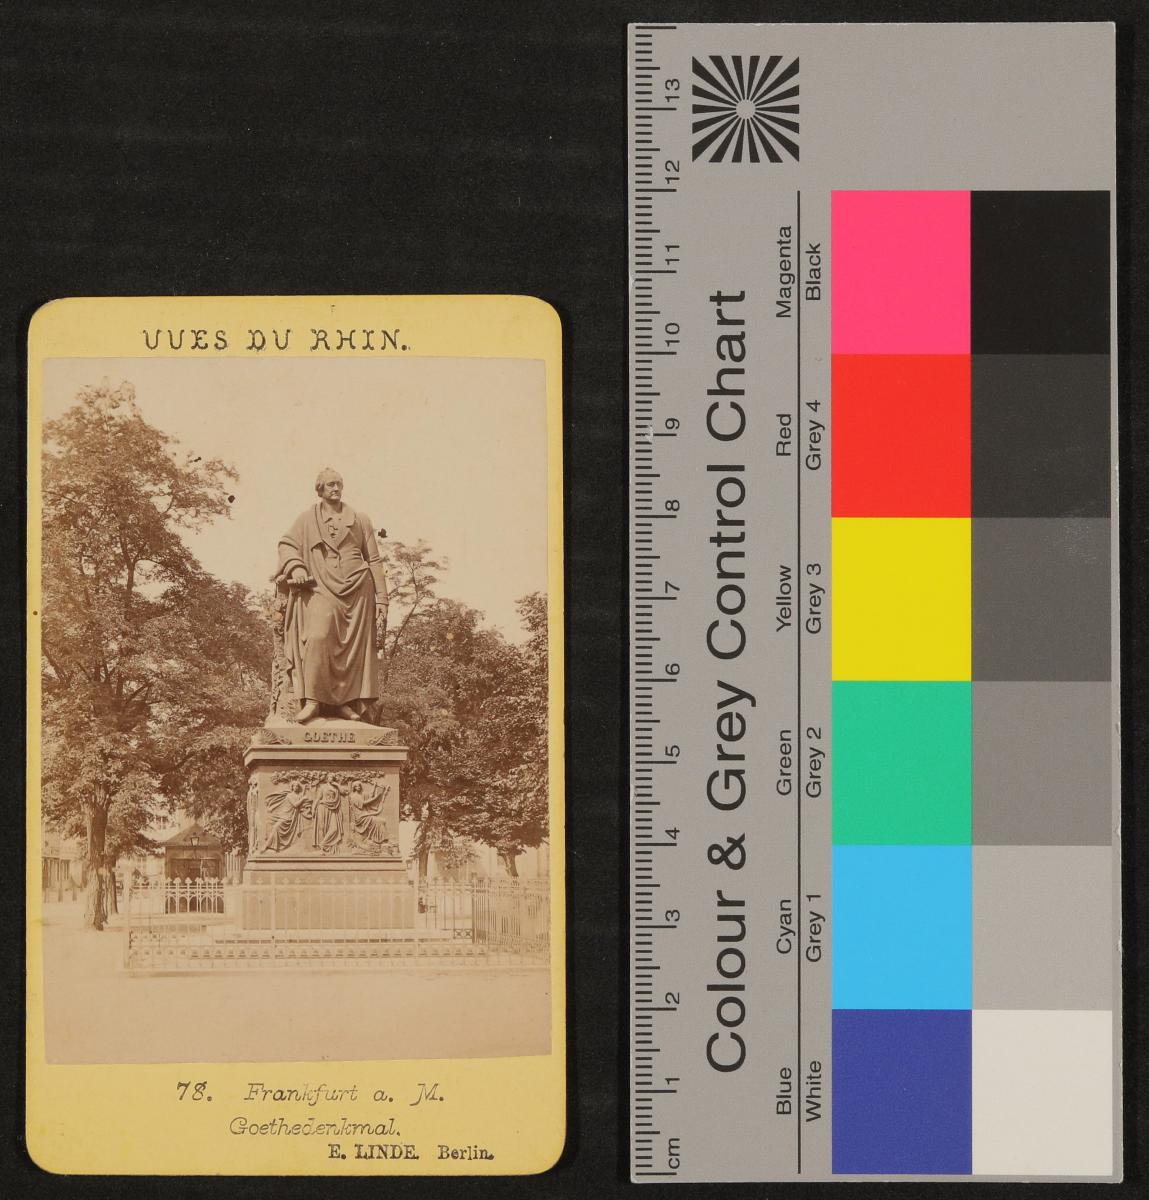 VUES DU RHIN.
GOETHE
78. Frankfurt a. M.
Goethedenkmal.
E. LINDE. Berlin.
Colour & Grey Control Chart
Blue Cyan Green Yellow Red Magenta
White Grey 1 Grey 2 Grey 3 Grey 4 Black
cm 1 2 3 4 5 6 7 8 9 10 11 12 13